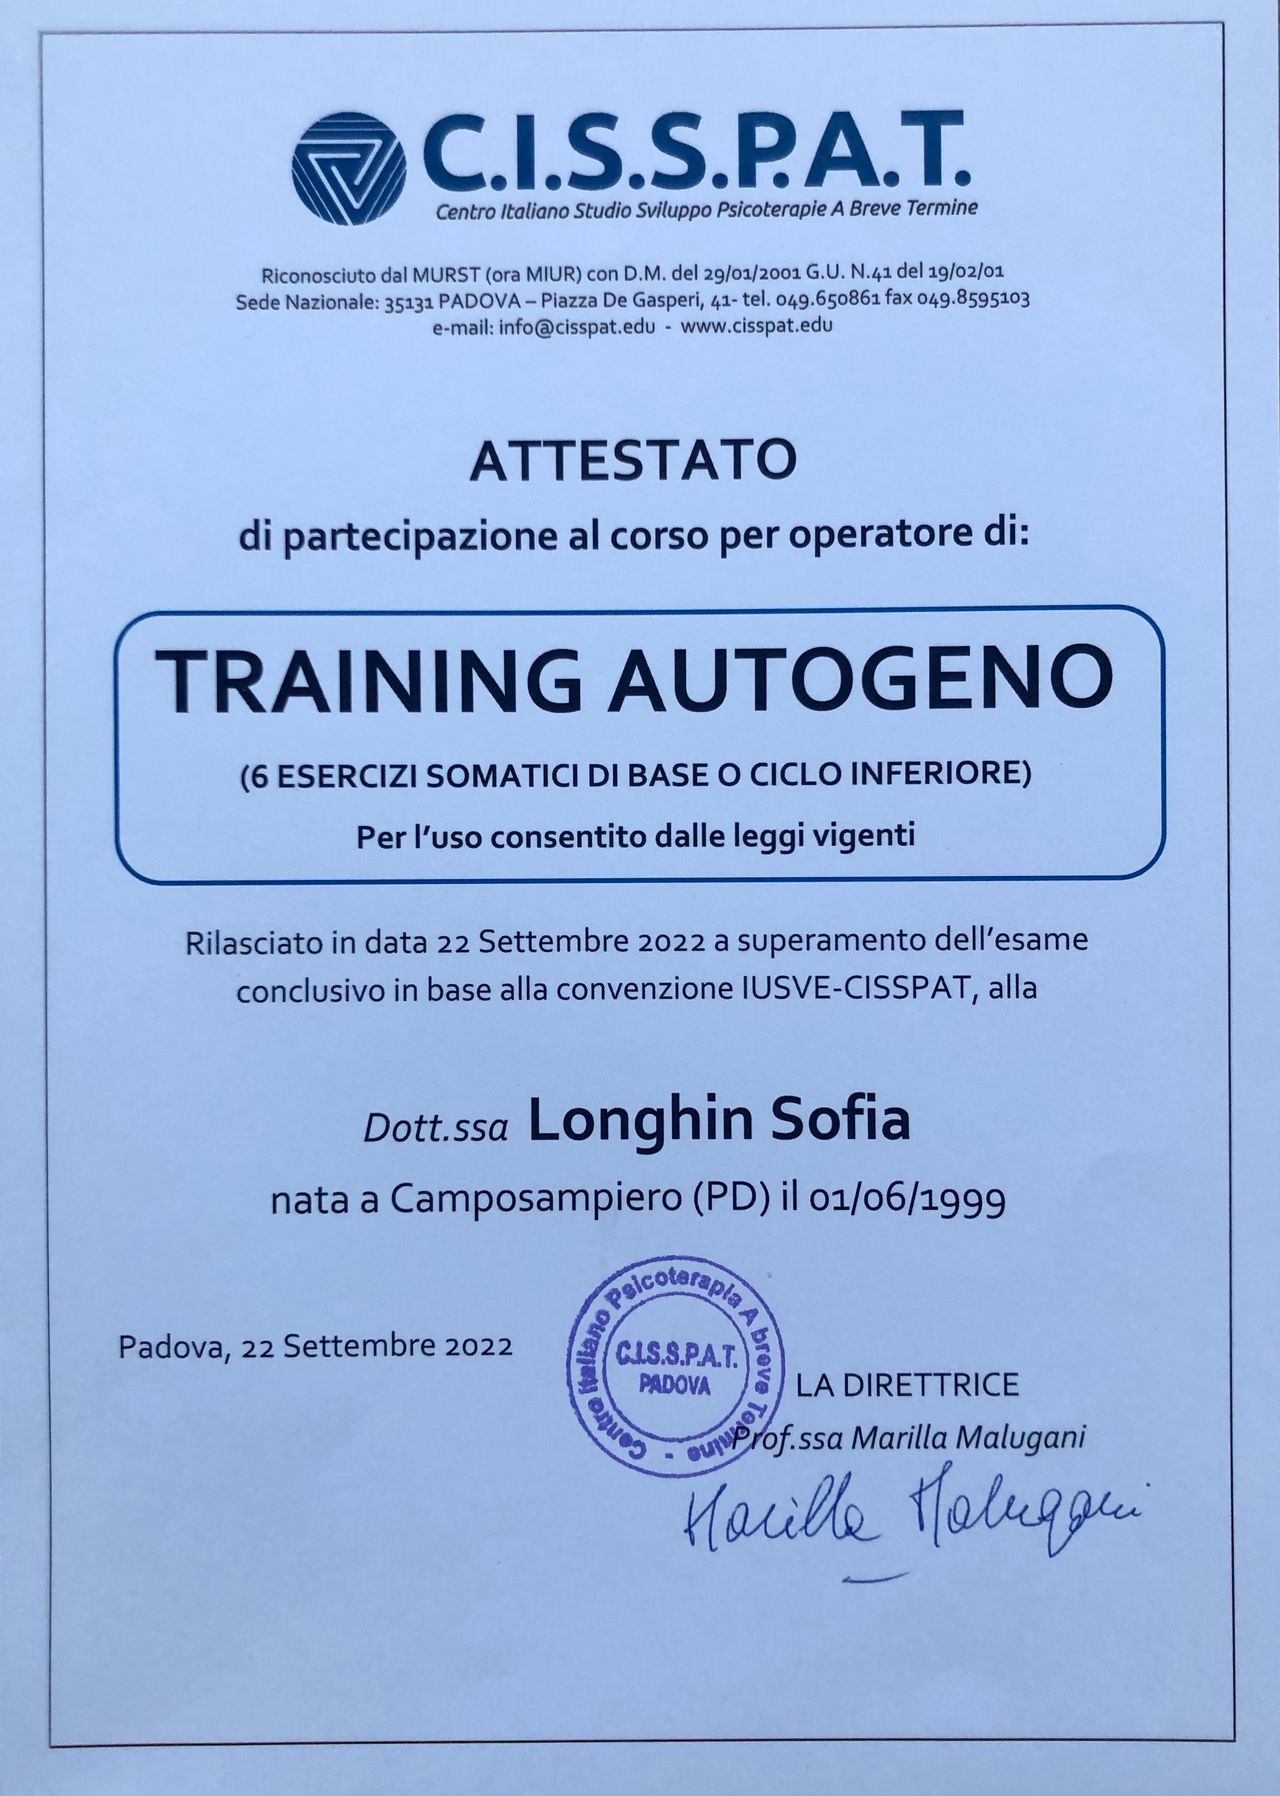 C.I.S.S.P.A.T.
Centro Italiano Studio Sviluppo Psicoterapie A Breve Termine
Riconosciuto dal MURST (ora MIUR) con D.M. del 29/01/2001 G.U. N.41 del 19/02/01
Sede Nazionale: 35131 PADOVA – Piazza De Gasperi, 41- tel. 049.650861 fax 049.8595103
e-mail: info@cisspat.edu - www.cisspat.edu
ATTESTATO
di partecipazione al corso per operatore di:
TRAINING AUTOGENO
(6 ESERCIZI SOMATICI DI BASE O CICLO INFERIORE)
Per l'uso consentito dalle leggi vigenti
Rilasciato in data 22 Settembre 2022 a superamento dell'esame
conclusivo in base alla convenzione IUSVE-CISSPAT, alla
Dott.ssa Longhin Sofia
nata a Camposampiero (PD) il 01/06/1999
Padova, 22 Settembre 2022
Centro Italiano Psicoterapia A breve Termine -
C.I.S.S.P.A.T.
PADOVA
LA DIRETTRICE
Prof.ssa Marilla Malugani
Marilla Malugani